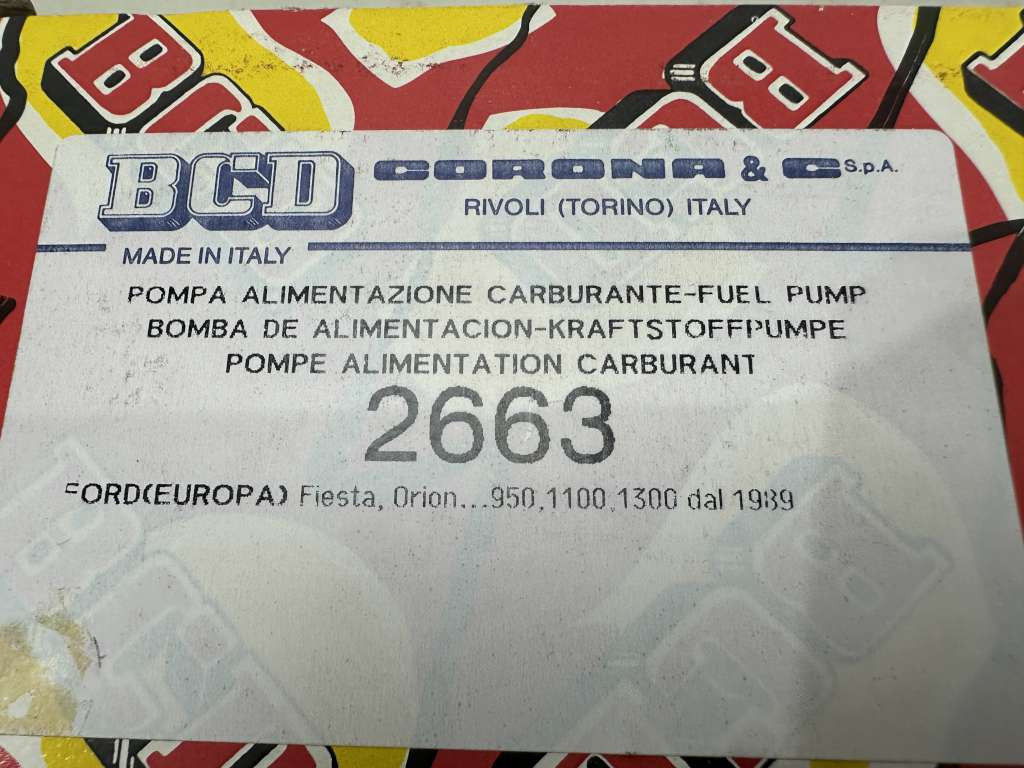 BCD CORONA & C S.p.A.
RIVOLI (TORINO) ITALY
MADE IN ITALY
POMPA ALIMENTAZIONE CARBURANTE-FUEL PUMP
BOMBA DE ALIMENTACION-KRAFTSTOFFPUMPE
POMPE ALIMENTATION CARBURANT
2663
FORD(EUROPA) Fiesta, Orion...950,1100,1300 dal 1989